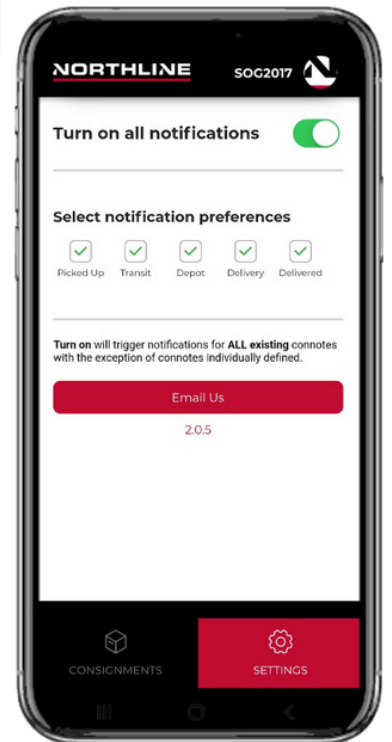 NORTHLINE
SOG2017
Turn on all notifications
Select notification preferences
Picked Up Transit Depot Delivery Delivered
Turn on will trigger notifications for ALL existing connotes
with the exception of connotes individually defined.
Email Us
2.0.5
CONSIGNMENTS SETTINGS